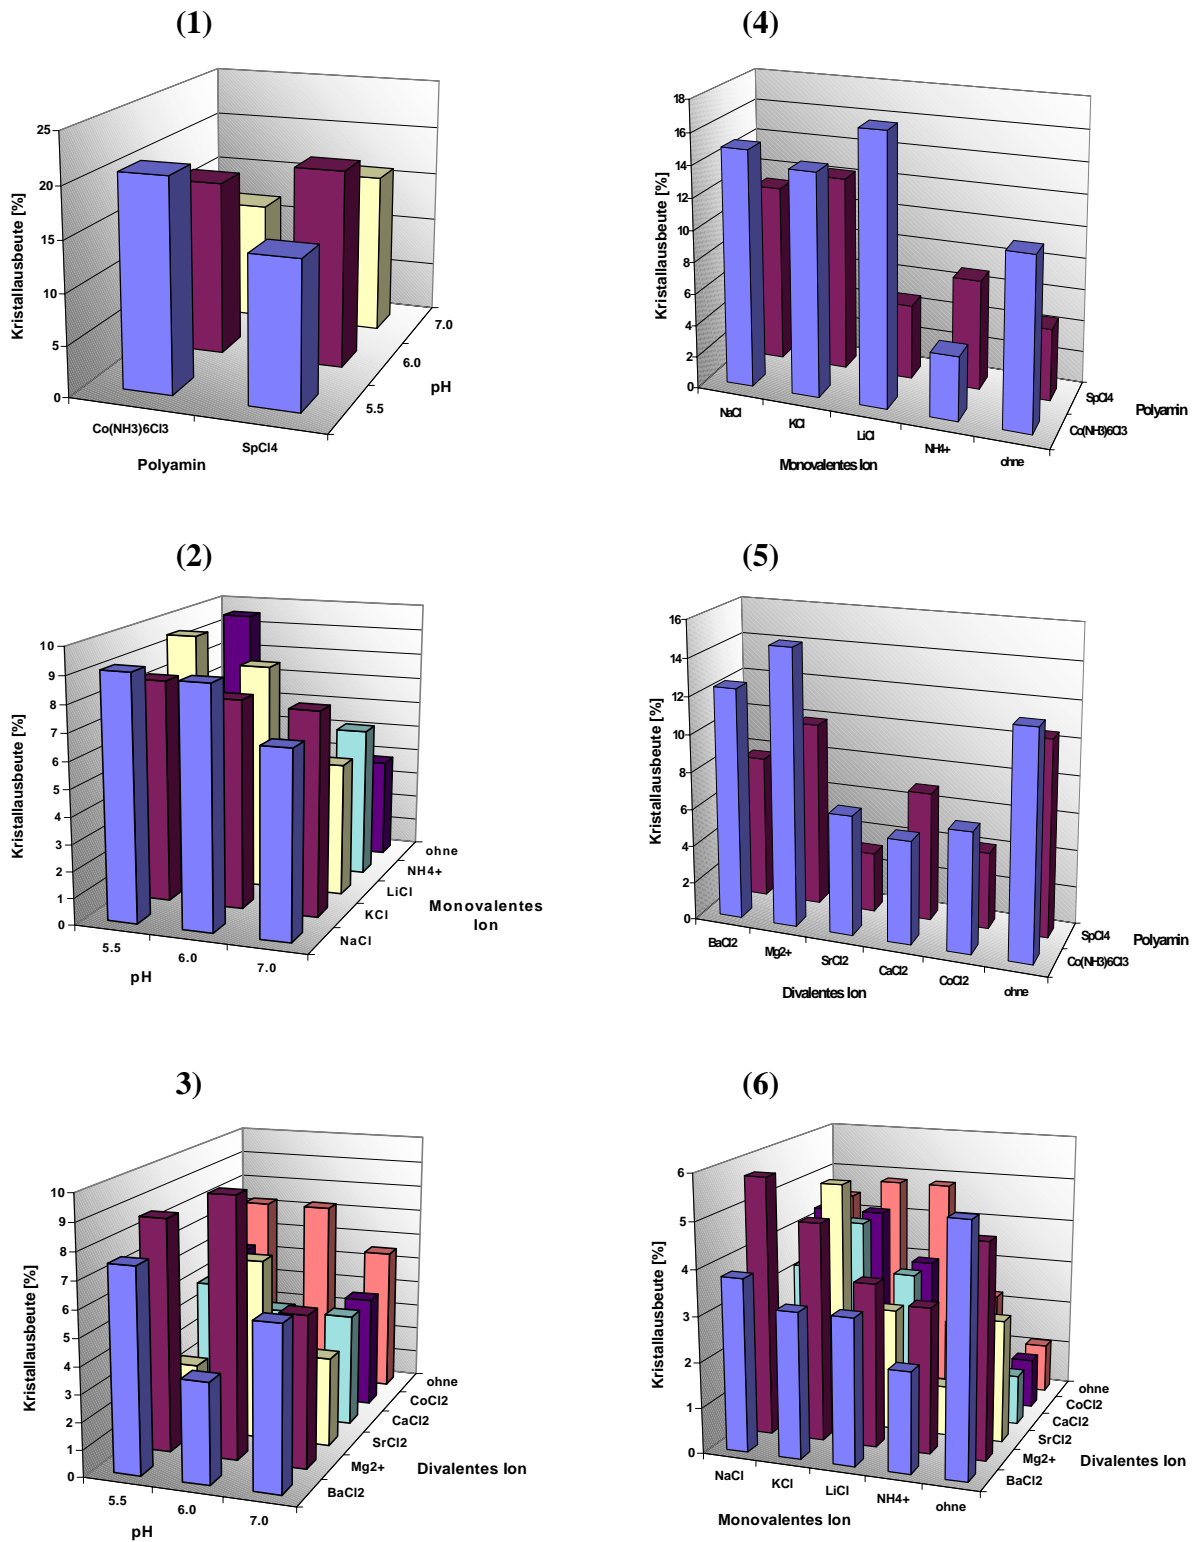 (1)
Kristallausbeute [%]
25
20
15
10
5
0
Co(NH3)6Cl3
SpCl4
Polyamin
5.5
6.0
7.0
pH
(4)
Kristallausbeute [%]
18
16
14
12
10
8
6
4
2
0
NaCl
KCl
LiCl
NH4+
ohne
Monovalentes Ion
SpCl4
Co(NH3)6Cl3
Polyamin
(2)
Kristallausbeute [%]
10
9
8
7
6
5
4
3
2
1
0
5.5
6.0
7.0
pH
ohne
NH4+
LiCl
KCl
NaCl
Monovalentes
Ion
(5)
Kristallausbeute [%]
16
14
12
10
8
6
4
2
0
BaCl2
Mg2+
SrCl2
CaCl2
CoCl2
ohne
Divalentes Ion
SpCl4
Co(NH3)6Cl3
Polyamin
3)
Kristallausbeute [%]
10
9
8
7
6
5
4
3
2
1
0
5.5
6.0
7.0
pH
ohne
CoCl2
CaCl2
SrCl2
Mg2+
BaCl2
Divalentes Ion
(6)
Kristallausbeute [%]
6
5
4
3
2
1
0
NaCl
KCl
LiCl
NH4+
ohne
Monovalentes Ion
ohne
CoCl2
CaCl2
SrCl2
Mg2+
BaCl2
Divalentes Ion